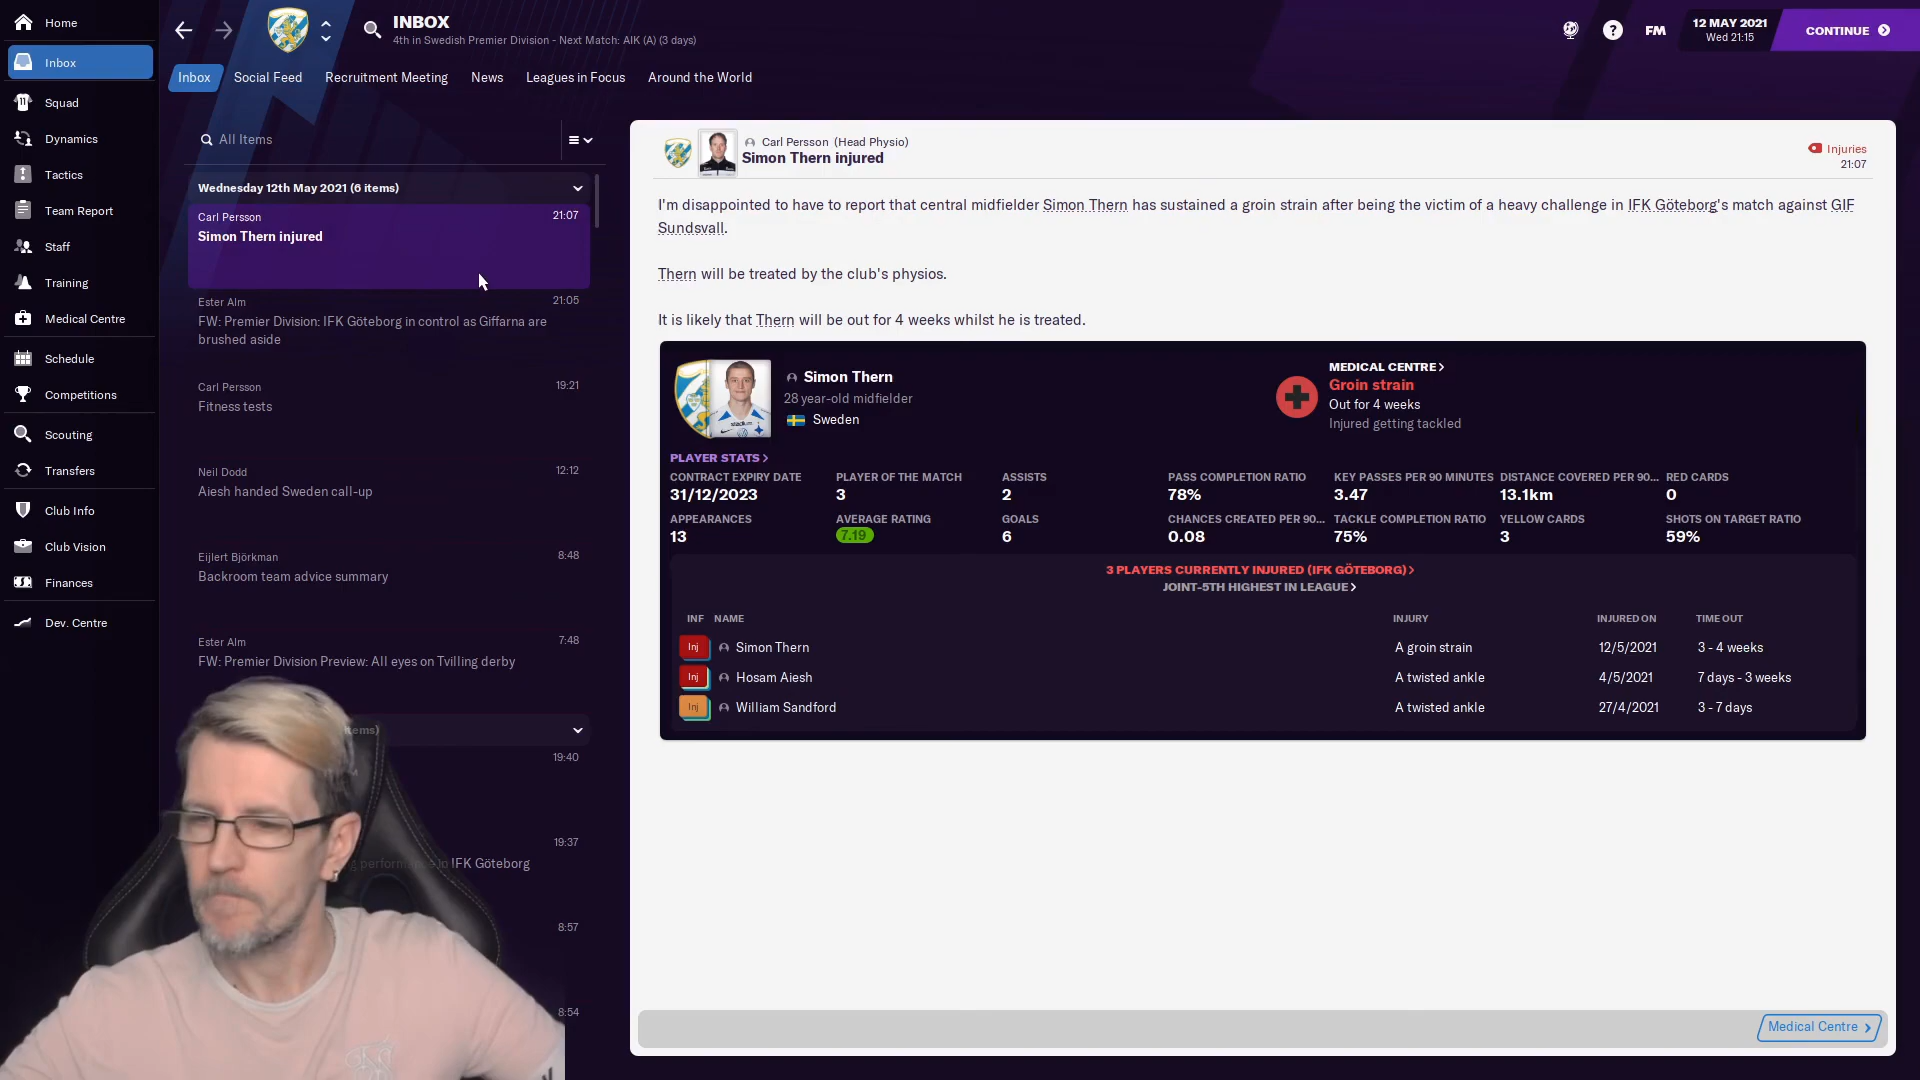 Home
Inbox
Squad
Dynamics
Tactics
Team Report
Staff
Training
Medical Centre
Schedule
Competitions
Scouting
Transfers
Club Info
Club Vision
Finances
Dev. Centre
INBOX
4th in Swedish Premier Division - Next Match: AIK (A) (3 days)
FM
12 MAY 2021
Wed 21:15
CONTINUE
Inbox Social Feed Recruitment Meeting News Leagues in Focus Around the World
All Items
Wednesday 12th May 2021 (6 items)
Carl Persson 21:07
Simon Thern injured
Ester Alm 21:05
FW: Premier Division: IFK Göteborg in control as Giffarna are
brushed aside
Carl Persson 19:21
Fitness tests
Neil Dodd 12:12
Aiesh handed Sweden call-up
Eijlert Björkman 8:48
Backroom team advice summary
Ester Alm 7:48
FW: Premier Division Preview: All eyes on Tvilling derby
items)
19:40
19:37
performance in IFK Göteborg
8:57
8:54
Carl Persson (Head Physio)
Simon Thern injured
Injuries
21:07
I'm disappointed to have to report that central midfielder Simon Thern has sustained a groin strain after being the victim of a heavy challenge in IFK Göteborg's match against GIF
Sundsvall.
Thern will be treated by the club's physios.
It is likely that Thern will be out for 4 weeks whilst he is treated.
Simon Thern
28 year-old midfielder
Sweden
MEDICAL CENTRE >
Groin strain
Out for 4 weeks
Injured getting tackled
PLAYER STATS >
CONTRACT EXPIRY DATE PLAYER OF THE MATCH ASSISTS PASS COMPLETION RATIO KEY PASSES PER 90 MINUTES DISTANCE COVERED PER 90... RED CARDS
31/12/2023 3 2 78% 3.47 13.1km 0
APPEARANCES AVERAGE RATING GOALS CHANCES CREATED PER 90... TACKLE COMPLETION RATIO YELLOW CARDS SHOTS ON TARGET RATIO
13 7.19 6 0.08 75% 3 59%
3 PLAYERS CURRENTLY INJURED (IFK GÖTEBORG) >
JOINT-5TH HIGHEST IN LEAGUE >
INF NAME INJURY INJURED ON TIME OUT
Inj Simon Thern A groin strain 12/5/2021 3 - 4 weeks
Inj Hosam Aiesh A twisted ankle 4/5/2021 7 days - 3 weeks
Inj William Sandford A twisted ankle 27/4/2021 3 - 7 days
Medical Centre >